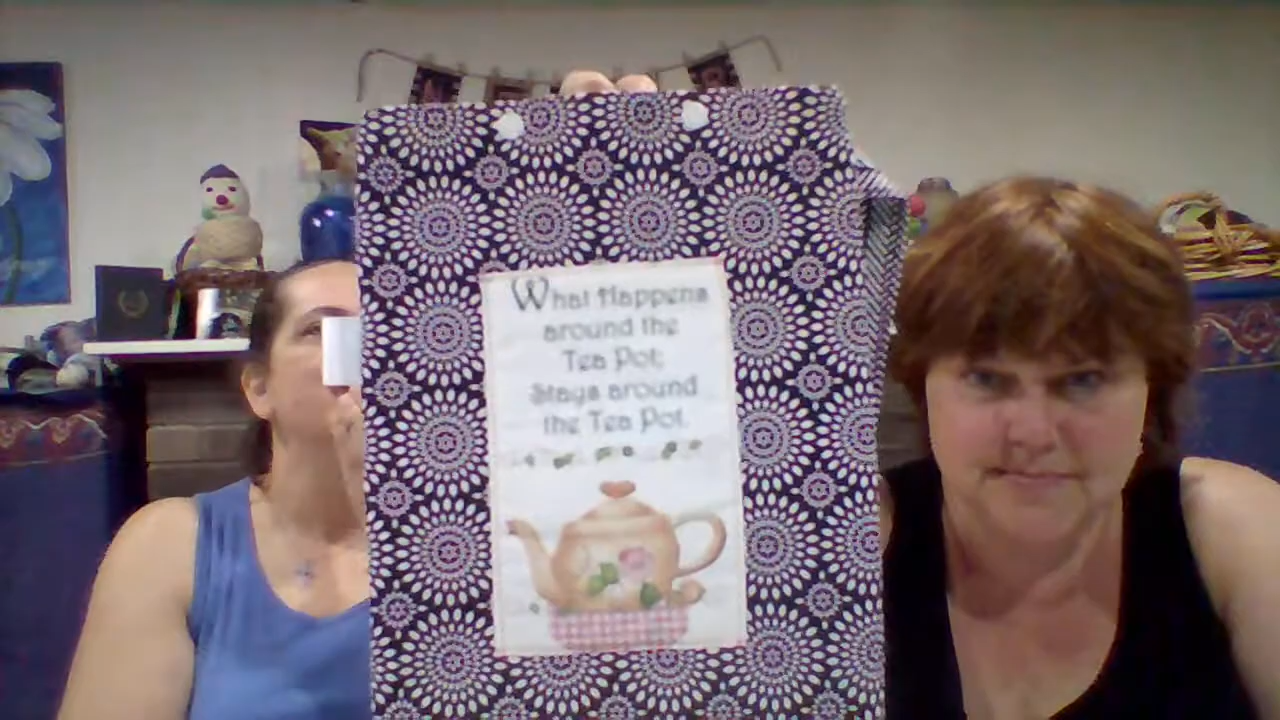 What Happens
around the
Tea Pot;
Stays around
the Tea Pot.